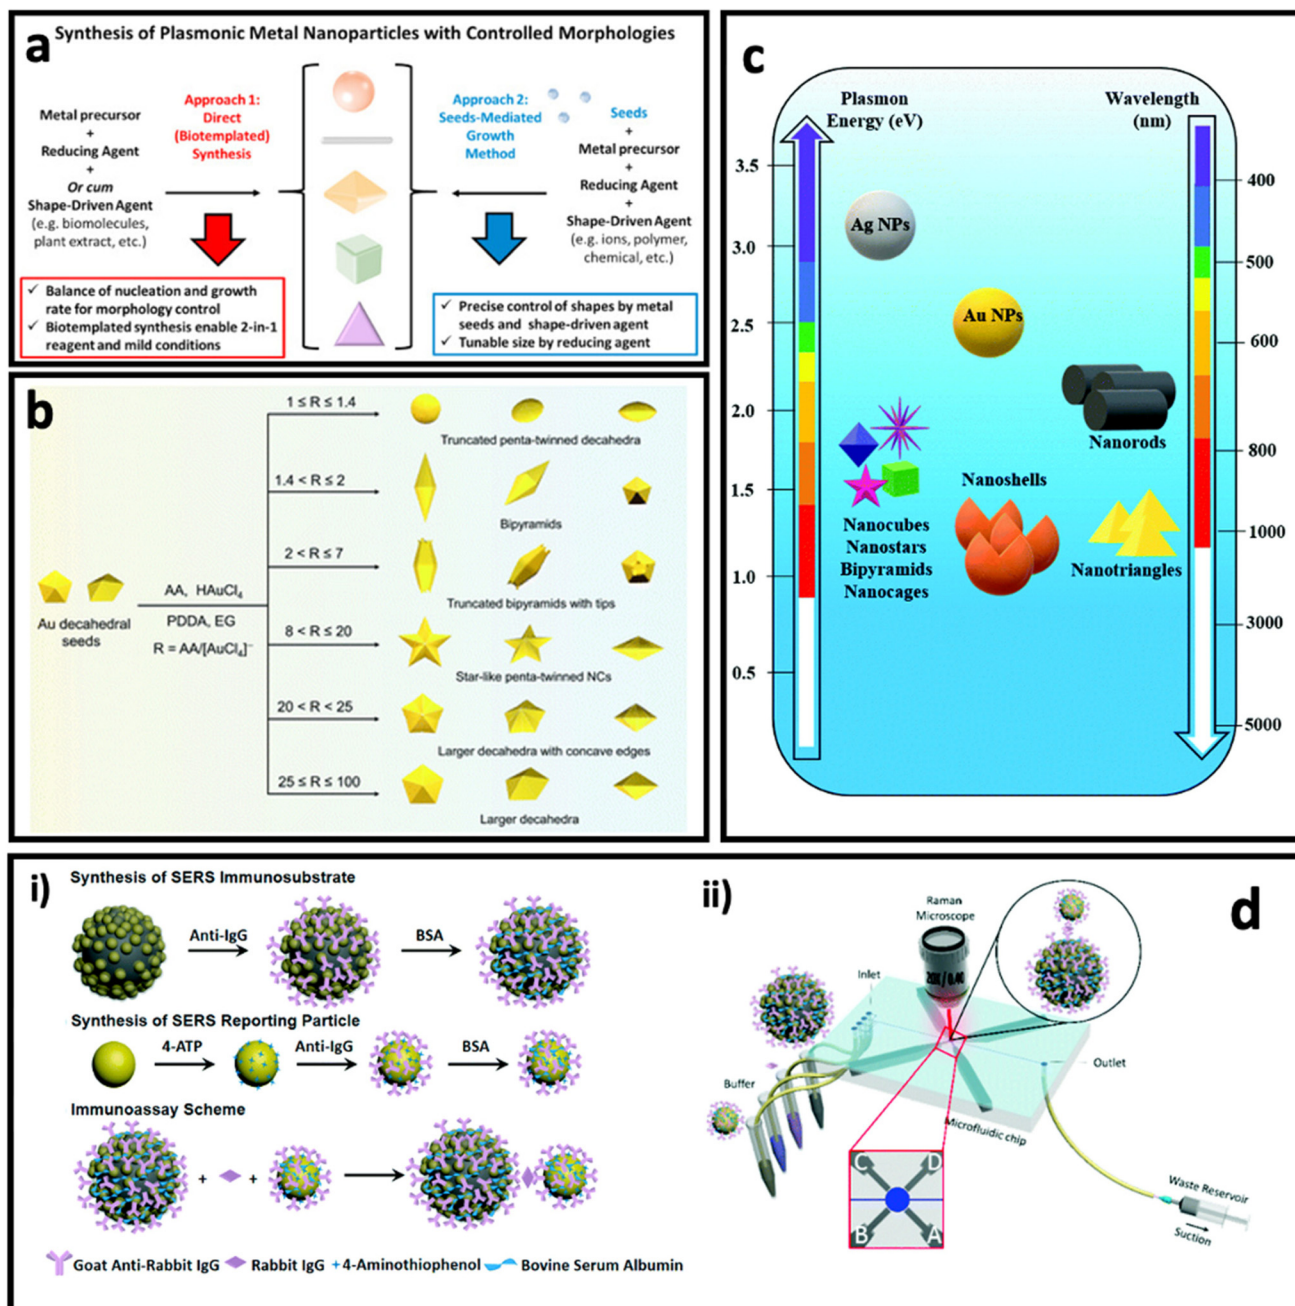 a
Synthesis of Plasmonic Metal Nanoparticles with Controlled Morphologies
Metal precursor
+
Reducing Agent
+
Or cum
Shape-Driven Agent
(e.g. biomolecules,
plant extract, etc.)
Approach 1:
Direct
(Biotemplated)
Synthesis
Approach 2:
Seeds-Mediated
Growth
Method
Seeds
+
Metal precursor
+
Reducing Agent
+
Shape-Driven Agent
(e.g. ions, polymer,
chemical, etc.)
✓ Balance of nucleation and growth
rate for morphology control
✓ Biotemplated synthesis enable 2-in-1
reagent and mild conditions
✓ Precise control of shapes by metal
seeds and shape-driven agent
✓ Tunable size by reducing agent
b
Au decahedral
seeds
AA, HAuCl₄
PDDA, EG
R = AA/[AuCl₄]⁻
1 ≤ R ≤ 1.4
Truncated penta-twinned decahedra
1.4 < R ≤ 2
Bipyramids
2 < R ≤ 7
Truncated bipyramids with tips
8 < R ≤ 20
Star-like penta-twinned NCs
20 < R < 25
Larger decahedra with concave edges
25 ≤ R ≤ 100
Larger decahedra
c
Plasmon
Energy (eV)
Wavelength
(nm)
3.5
3.0
2.5
2.0
1.5
1.0
0.5
400
500
600
800
1000
3000
5000
Ag NPs
Au NPs
Nanorods
Nanoshells
Nanocubes
Nanostars
Bipyramids
Nanocages
Nanotriangles
i)
Synthesis of SERS Immunosubstrate
Anti-IgG
BSA
Synthesis of SERS Reporting Particle
4-ATP
Anti-IgG
BSA
Immunoassay Scheme
+
+
Goat Anti-Rabbit IgG
Rabbit IgG
4-Aminothiophenol
Bovine Serum Albumin
ii)
d
Raman
Microscope
20X / 0.40
Inlet
Buffer
Outlet
Microfluidic chip
C D
B A
Waste Reservoir
Suction